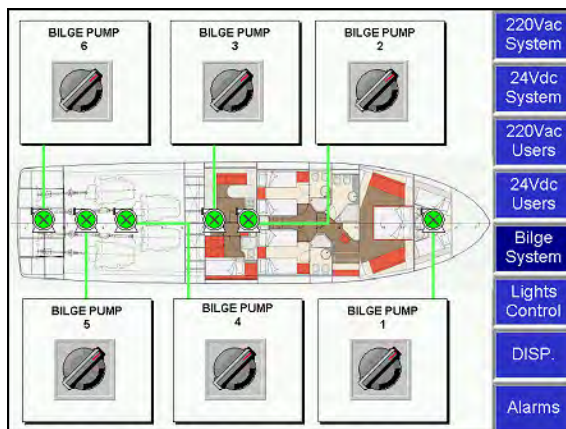 BILGE PUMP
6
BILGE PUMP
3
BILGE PUMP
2
BILGE PUMP
5
BILGE PUMP
4
BILGE PUMP
1
220Vac
System
24Vdc
System
220Vac
Users
24Vdc
Users
Bilge
System
Lights
Control
DISP.
Alarms